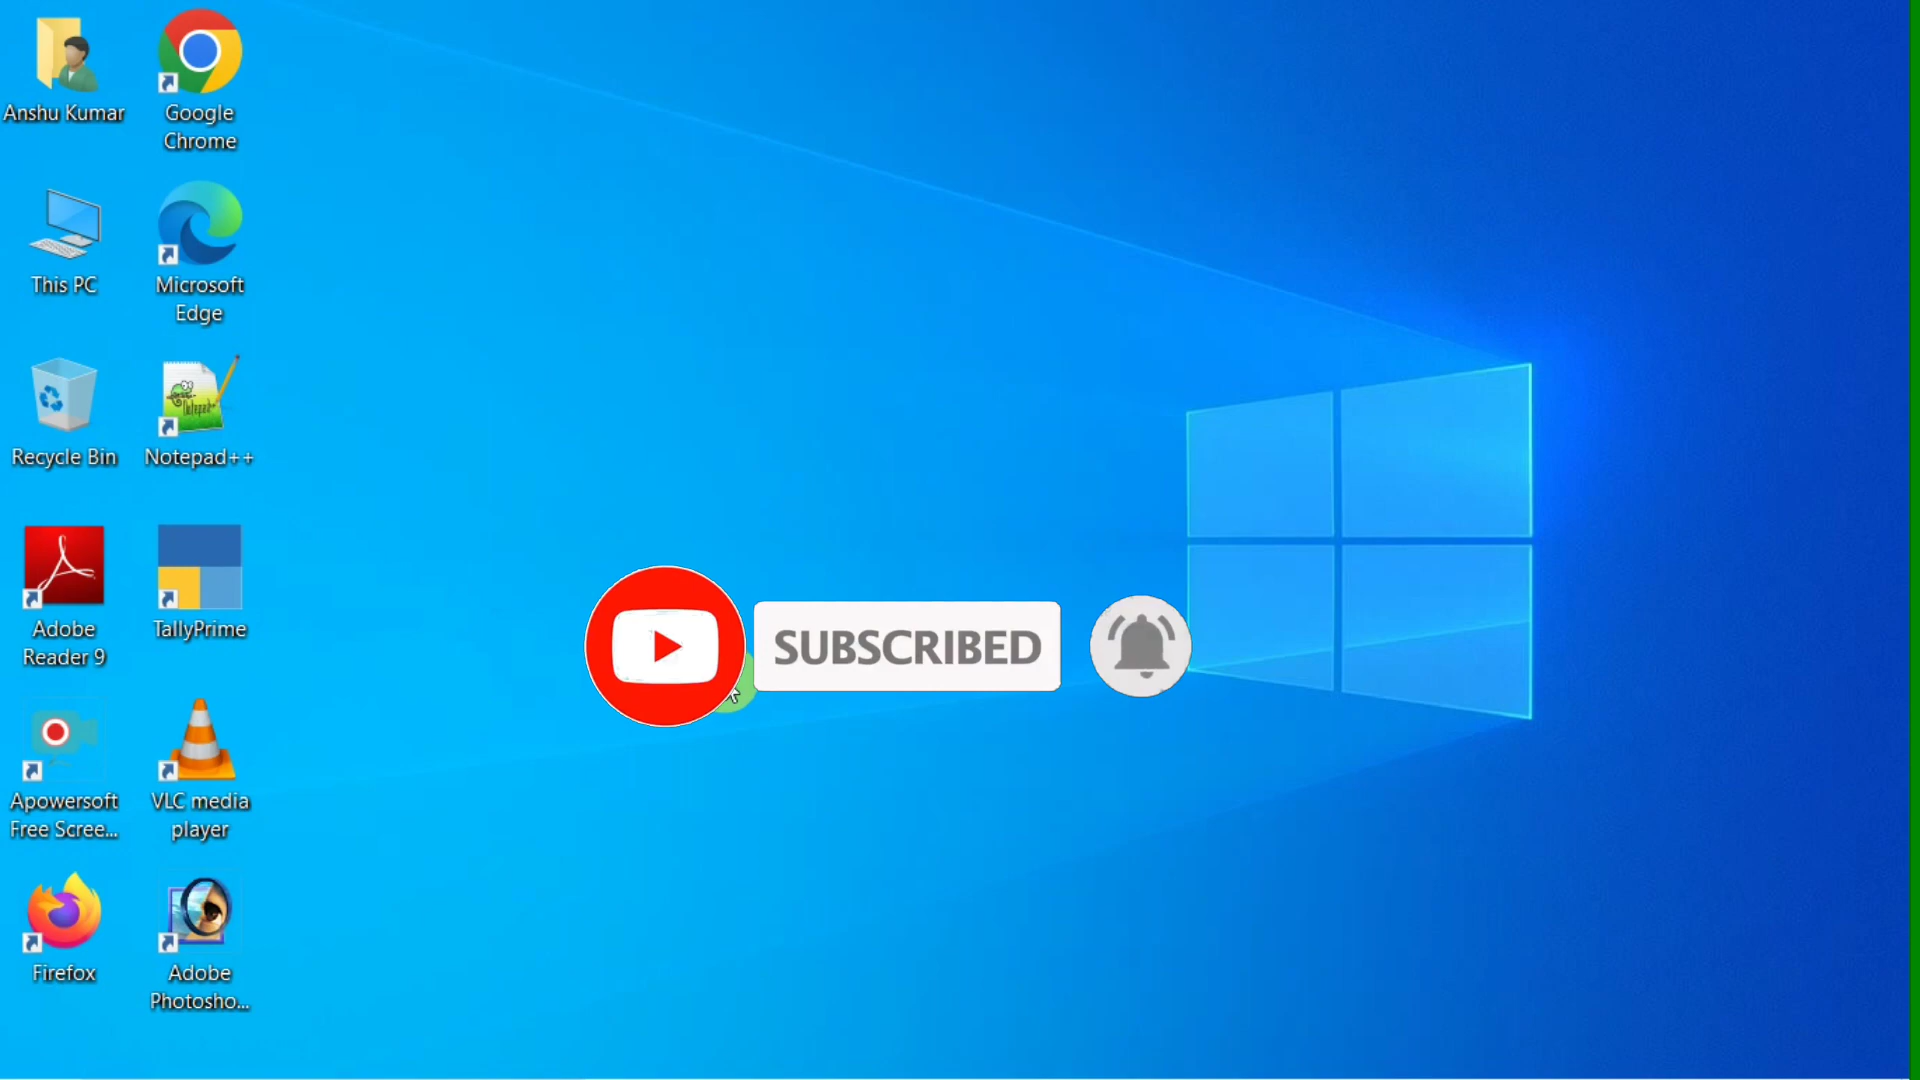 Anshu Kumar
Google
Chrome
This PC
Microsoft
Edge
Recycle Bin
Notepad++
Adobe
Reader 9
TallyPrime
Apowersoft
Free Scree...
VLC media
player
Firefox
Adobe
Photosho...
SUBSCRIBED